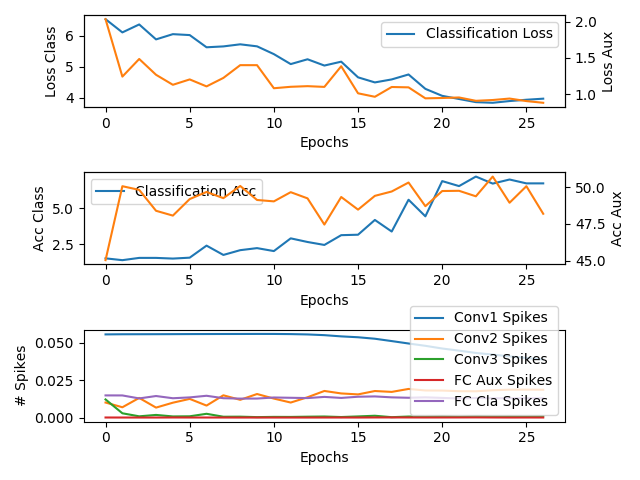 Loss Class
6
5
4
Classification Loss
2.0
1.5
1.0
Loss Aux
0 5 10 15 20 25
Epochs
Acc Class
5.0
2.5
Classification Acc
50.0
47.5
45.0
Acc Aux
0 5 10 15 20 25
Epochs
# Spikes
0.050
0.025
0.000
Conv1 Spikes
Conv2 Spikes
Conv3 Spikes
FC Aux Spikes
FC Cla Spikes
0 5 10 15 20 25
Epochs